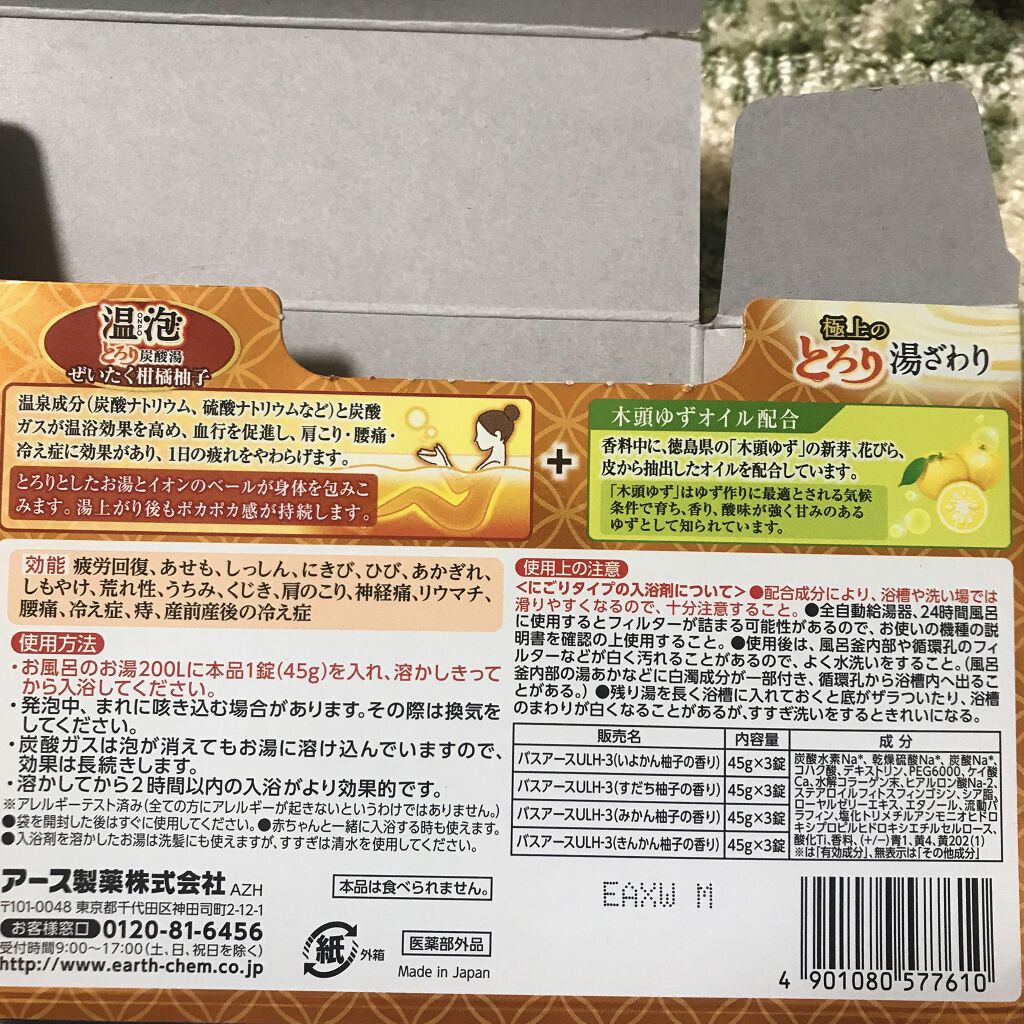 温泡
ONPO
とろり炭酸湯
ぜいたく柑橘柚子
極上の
とろり湯ざわり
温泉成分(炭酸ナトリウム、硫酸ナトリウムなど)と炭酸
ガスが温浴効果を高め、血行を促進し、肩こり・腰痛・
冷え症に効果があり、1日の疲れをやわらげます。
とろりとしたお湯とイオンのベールが身体を包みこ
みます。湯上がり後もポカポカ感が持続します。
+
木頭ゆずオイル配合
香料中に、徳島県の「木頭ゆず」の新芽、花びら、
皮から抽出したオイルを配合しています。
「木頭ゆず」はゆず作りに最適とされる気候
条件で育ち、香り、酸味が強く甘みのある
ゆずとして知られています。
効能 疲労回復、あせも、しっしん、にきび、ひび、あかぎれ、
しもやけ、荒れ性、うちみ、くじき、肩のこり、神経痛、リウマチ、
腰痛、冷え症、痔、産前産後の冷え症
使用方法
・お風呂のお湯200Lに本品1錠(45g)を入れ、溶かしきって
から入浴してください。
・発泡中、まれに咳き込む場合があります。その際は換気を
してください。
・炭酸ガスは泡が消えてもお湯に溶け込んでいますので、
効果は長続きします。
・溶かしてから2時間以内の入浴がより効果的です。
※アレルギーテスト済み(全ての方にアレルギーが起きないというわけではありません。)
●袋を開封した後はすぐに使用してください。●赤ちゃんと一緒に入浴する時も使えます。
●入浴剤を溶かしたお湯は洗髪にも使えますが、すすぎは清水を使用してください。
使用上の注意
<にごりタイプの入浴剤について>●配合成分により、浴槽や洗い場では
滑りやすくなるので、十分注意すること。●全自動給湯器、24時間風呂
に使用するとフィルターが詰まる可能性があるので、お使いの機種の説
明書を確認の上使用すること。●使用後は、風呂釜内部や循環孔のフィ
ルターなどが白く汚れることがあるので、よく水洗いをすること。(風呂
釜内部の湯あかなどに白濁成分が一部付き、循環孔から浴槽内へ出るこ
とがある。)●残り湯を長く浴槽に入れておくと底がザラついたり、浴槽
のまわりが白くなることがあるが、すすぎ洗いをするときれいになる。
販売名 内容量 成分
バスアースULH-3(いよかん柚子の香り) 45g×3錠
バスアースULH-3(すだち柚子の香り) 45g×3錠
バスアースULH-3(みかん柚子の香り) 45g×3錠
バスアースULH-3(きんかん柚子の香り) 45g×3錠
炭酸水素Na*、乾燥硫酸Na*、炭酸Na*、
コハク酸、デキストリン、PEG6000、ケイ酸
Ca、水解コラーゲン末、ヒアルロン酸Na-2、
ステアロイルフィトスフィンゴシン、シア脂、
ローヤルゼリーエキス、エタノール、流動パ
ラフィン、塩化トリメチルアンモニオヒドロ
キシプロピルヒドロキシエチルセルロース、
酸化Ti、香料、(+/-)青1、黄4、黄202(1)
※は「有効成分」、無表示は「その他成分」
アース製薬株式会社 AZH
〒101-0048 東京都千代田区神田司町2-12-1
お客様窓口 0120-81-6456
受付時間9:00〜17:00(土、日、祝日を除く)
http://www.earth-chem.co.jp
本品は食べられません。
紙 外箱
医薬部外品
Made in Japan
EAXW M
4 901080 577610